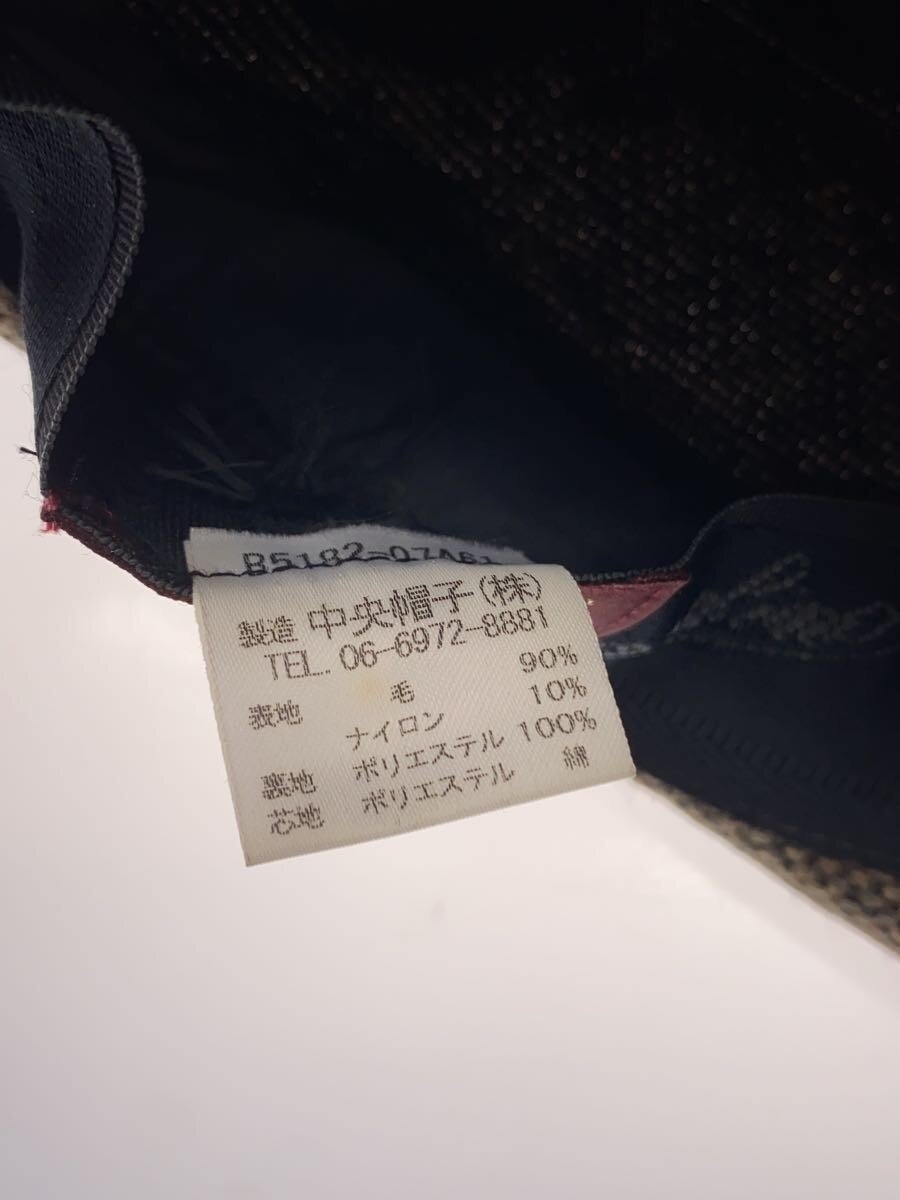 B5182-07A61
製造 中央帽子(株)
TEL. 06-6972-8881
表地 毛 90%
ナイロン 10%
裏地 ポリエステル 100%
芯地 ポリエステル 綿